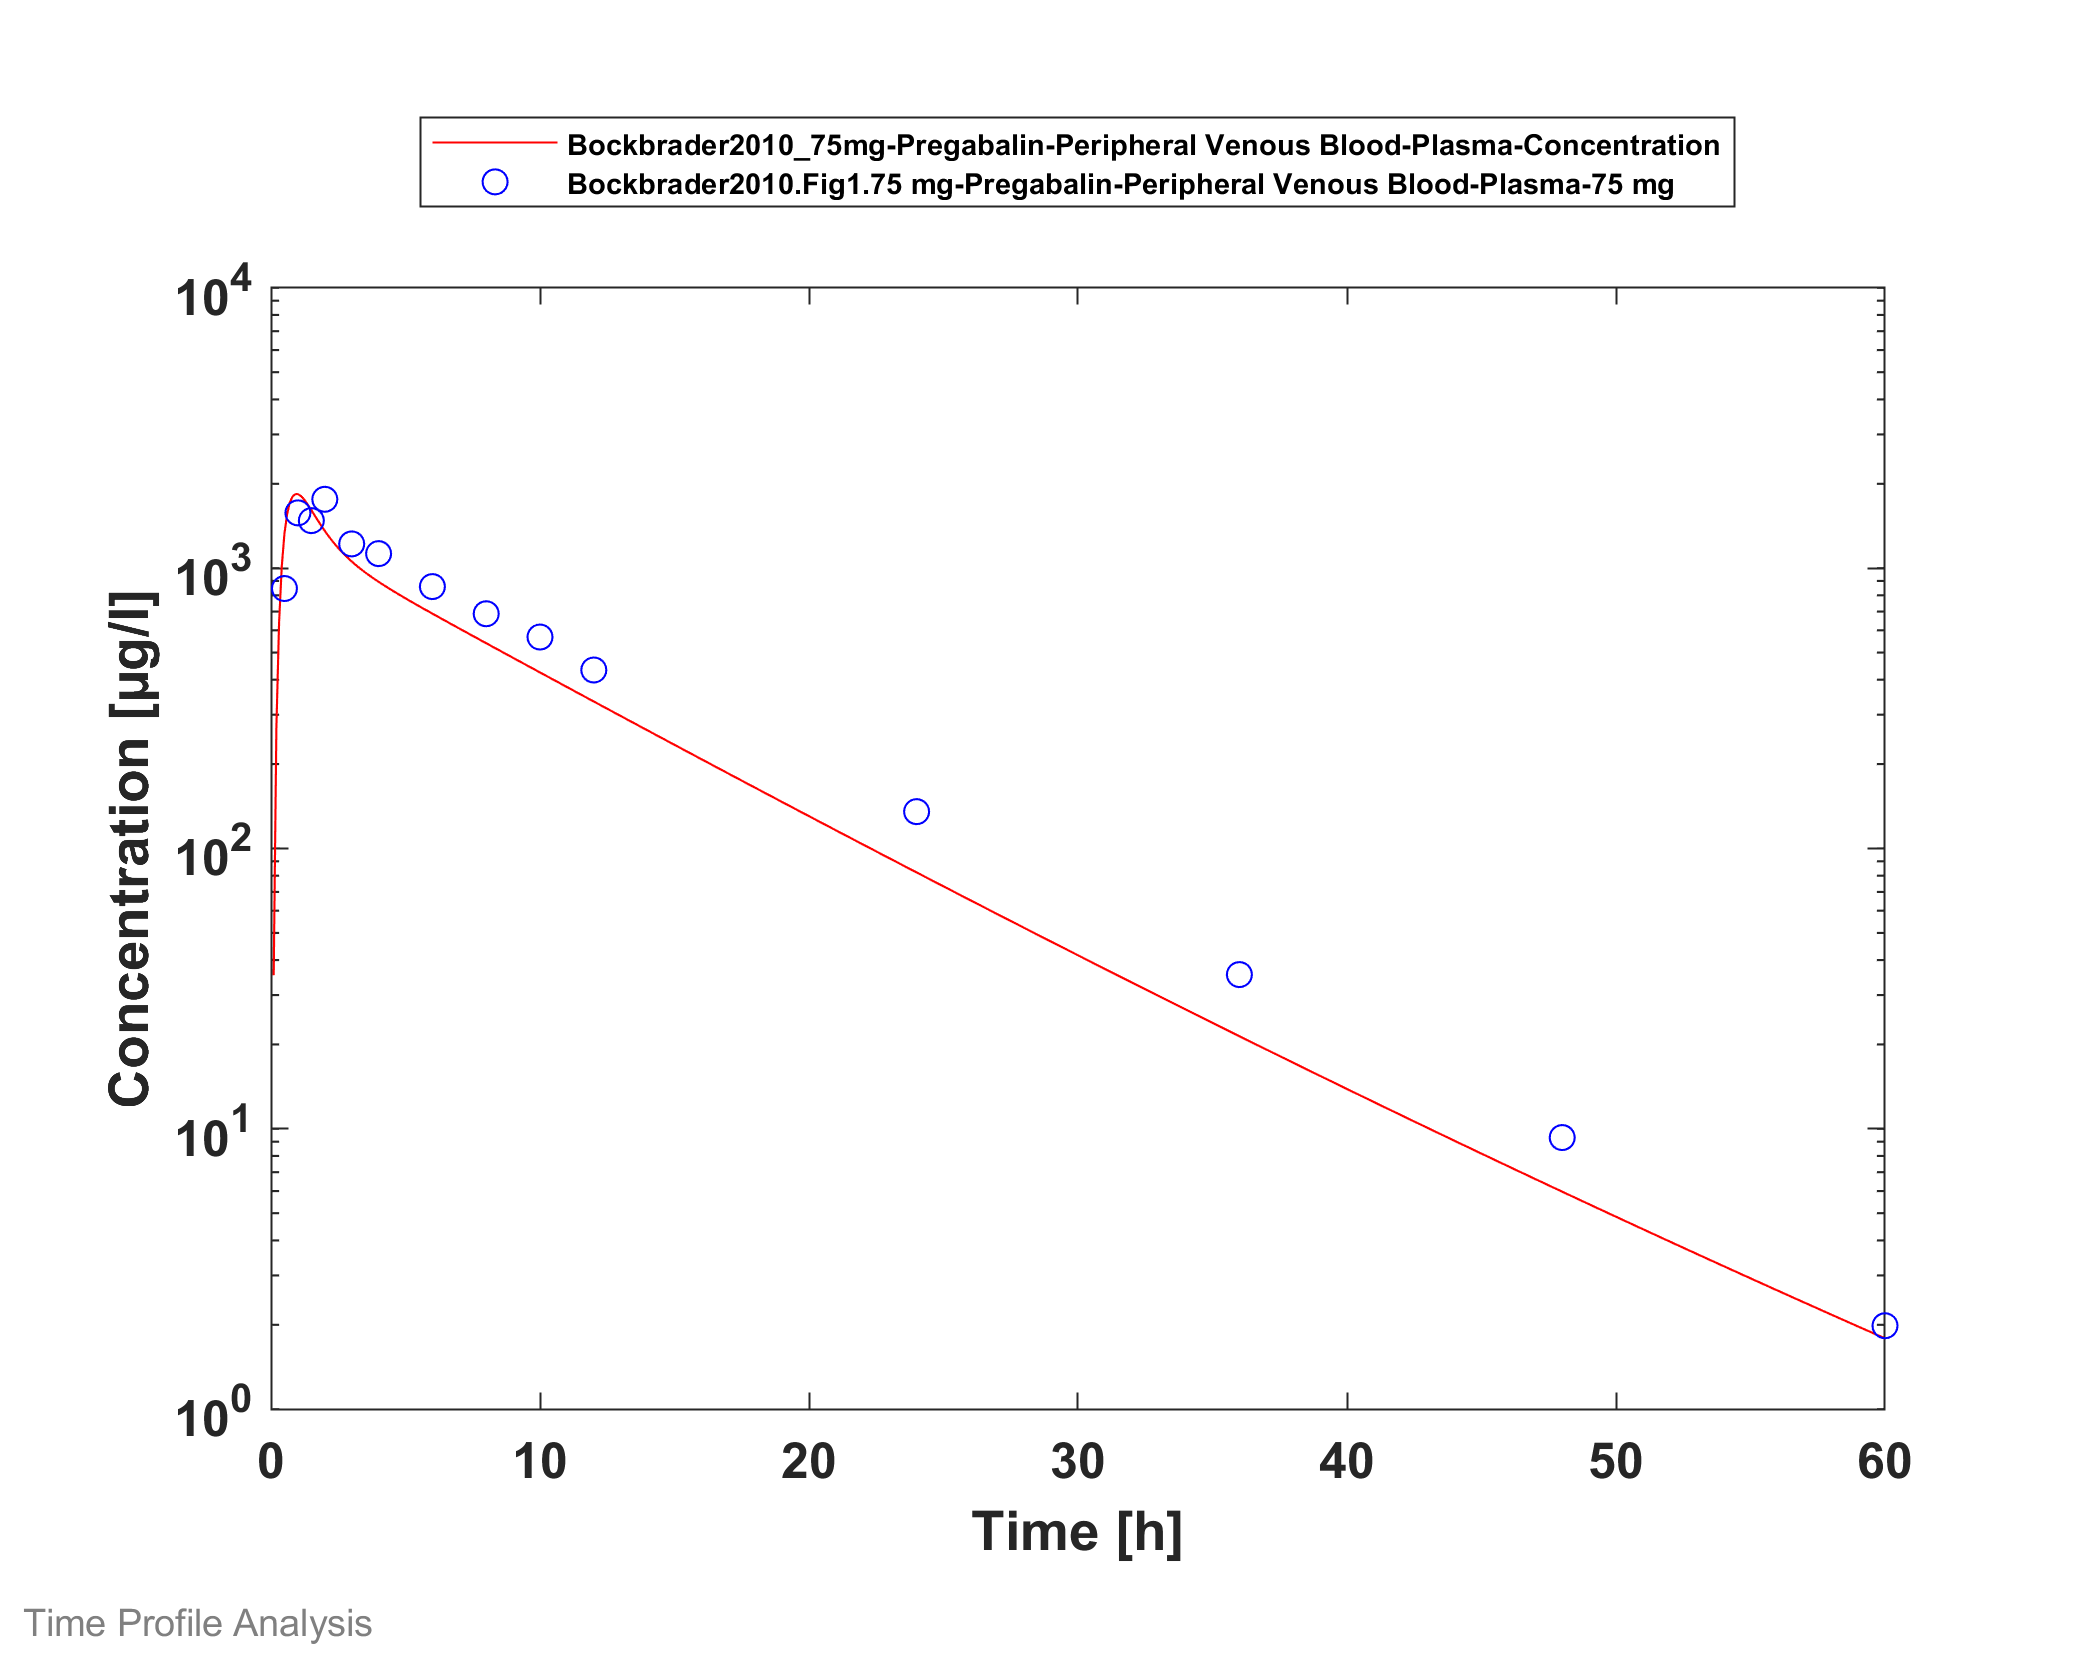 Bockbrader2010_75mg-Pregabalin-Peripheral Venous Blood-Plasma-Concentration
Bockbrader2010.Fig1.75 mg-Pregabalin-Peripheral Venous Blood-Plasma-75 mg
10^4
10^3
10^2
10^1
10^0
Concentration [µg/l]
0 10 20 30 40 50 60
Time [h]
Time Profile Analysis